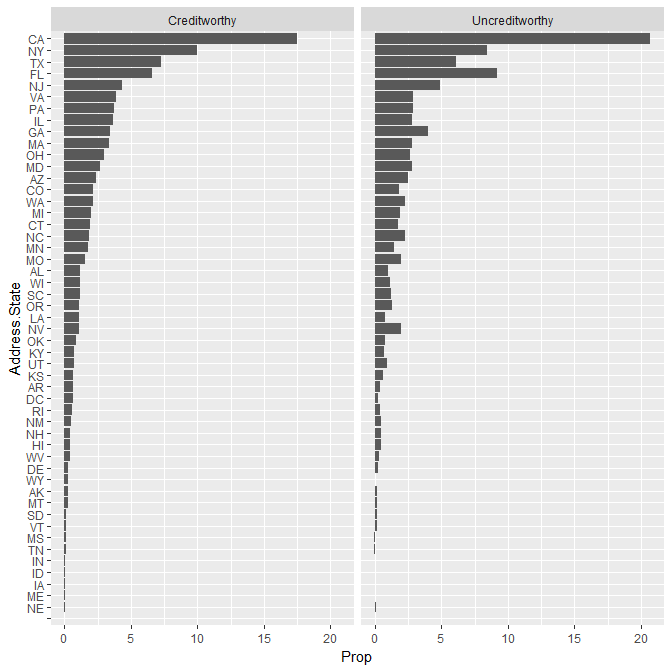 Creditworthy Uncreditworthy
CA
NY
TX
FL
NJ
VA
PA
IL
GA
MA
OH
MD
AZ
CO
WA
MI
CT
NC
MN
MO
AL
WI
SC
OR
LA
NV
OK
KY
UT
KS
AR
DC
RI
NM
NH
HI
WV
DE
WY
AK
MT
SD
VT
MS
TN
IN
ID
IA
ME
NE
Address.State
0 5 10 15 20 0 5 10 15 20
Prop